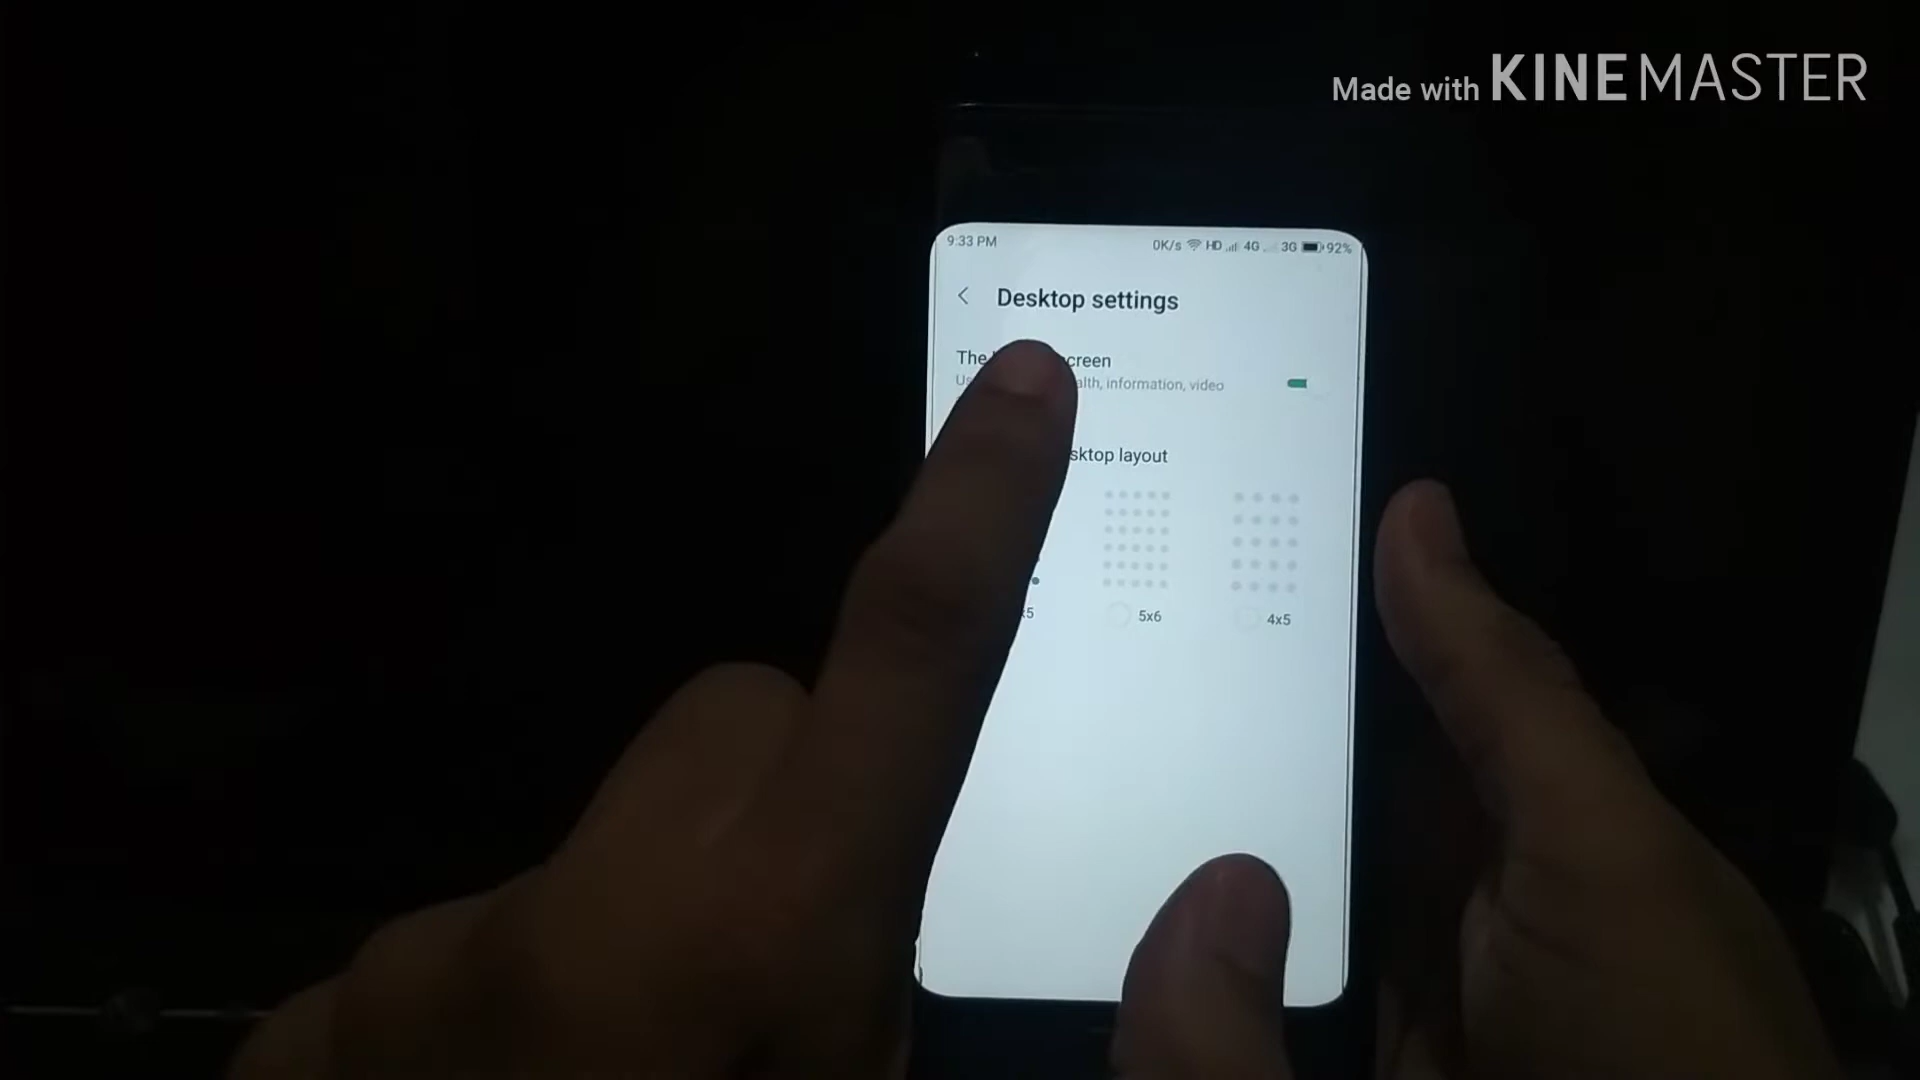 Made with KINEMASTER
9:33 PM 0K/s HD 4G 3G 92%
Desktop settings
The creen
alth, information, video
sktop layout
x5 5x6 4x5